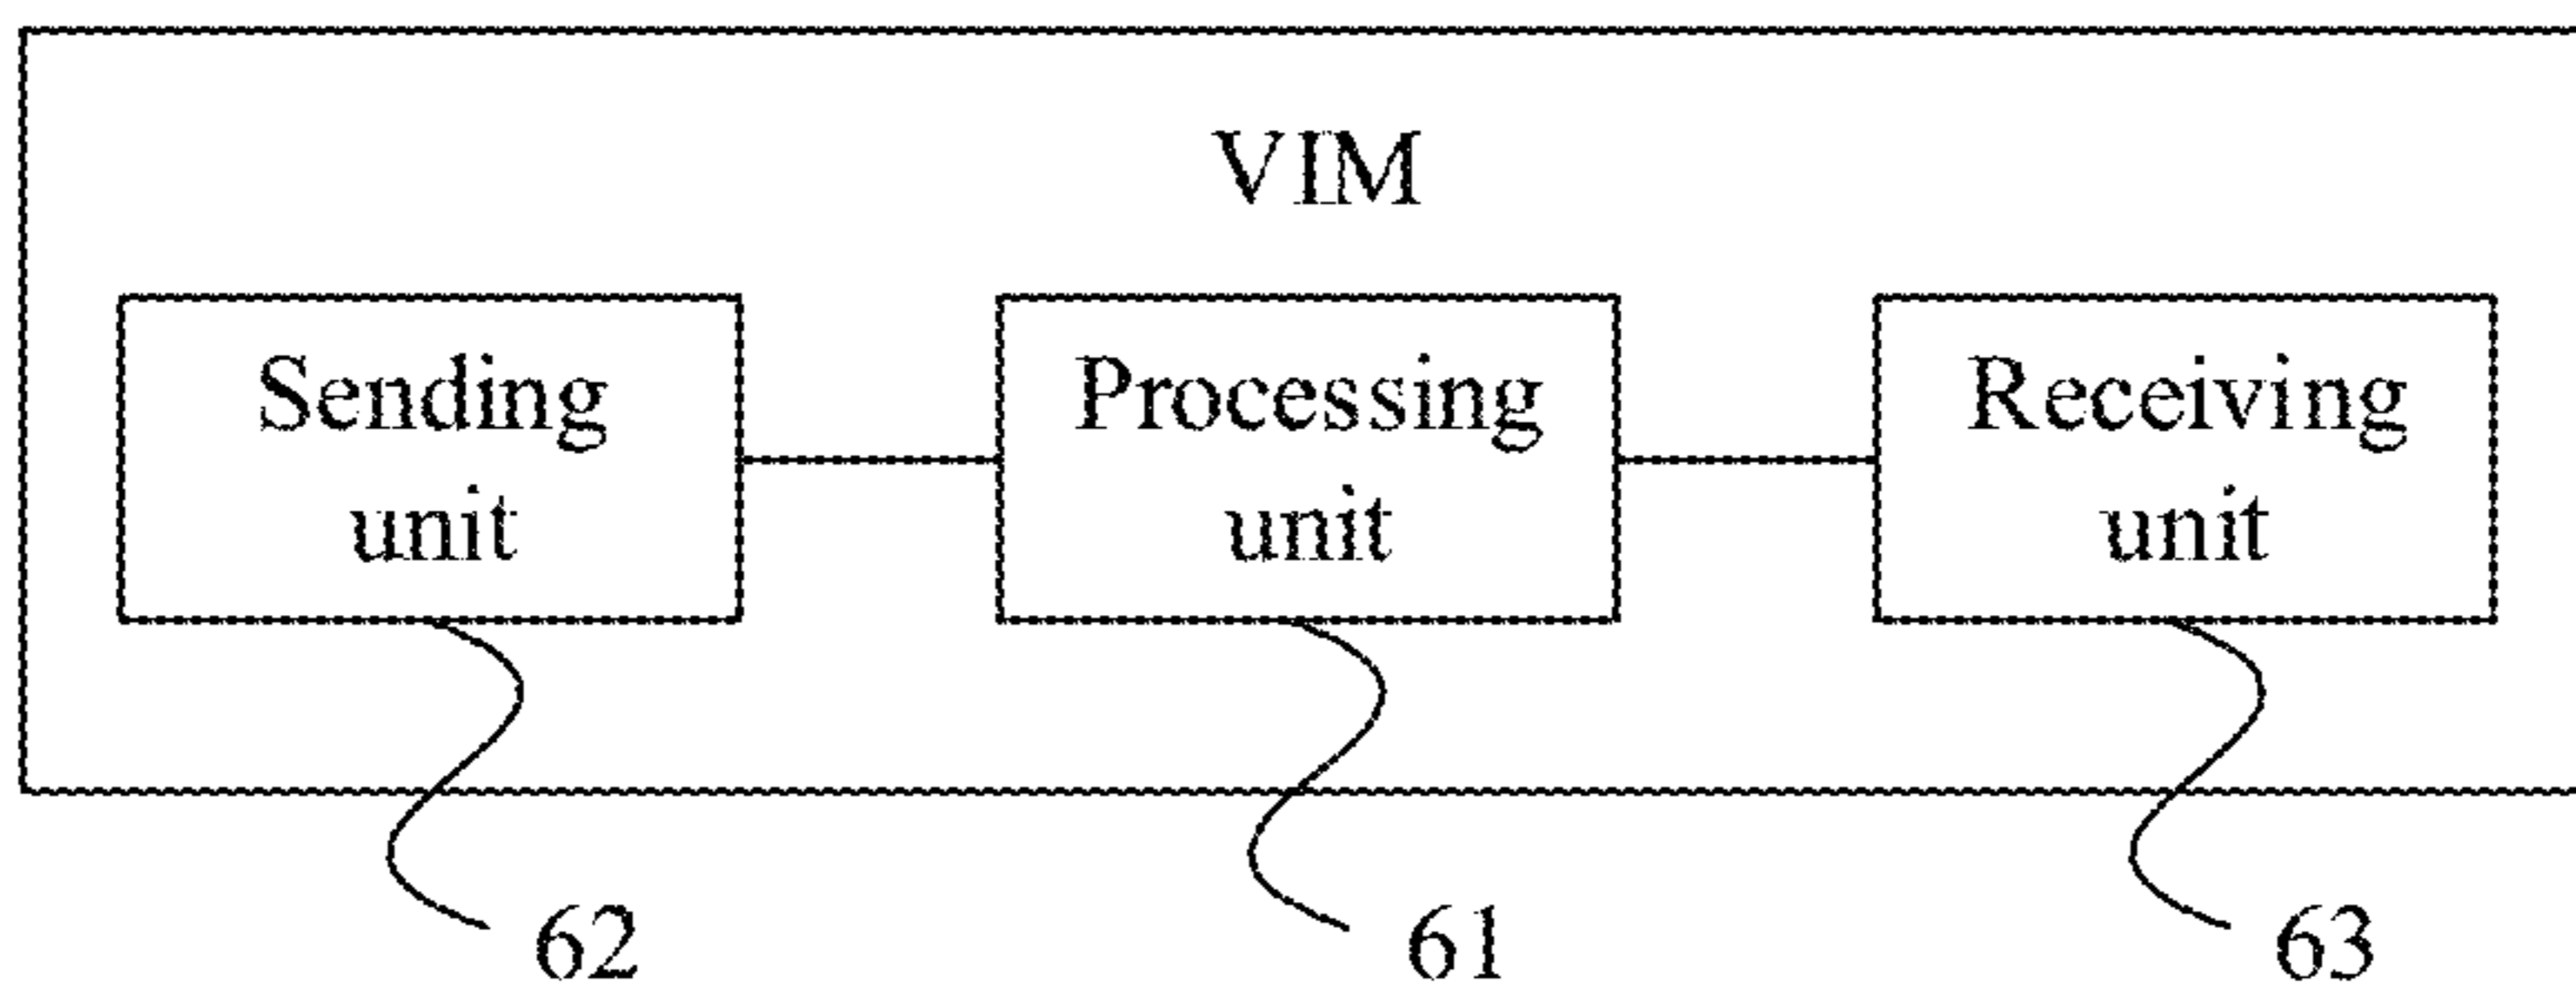 VIM
Sending
unit
Processing
unit
Receiving
unit
62
61
63